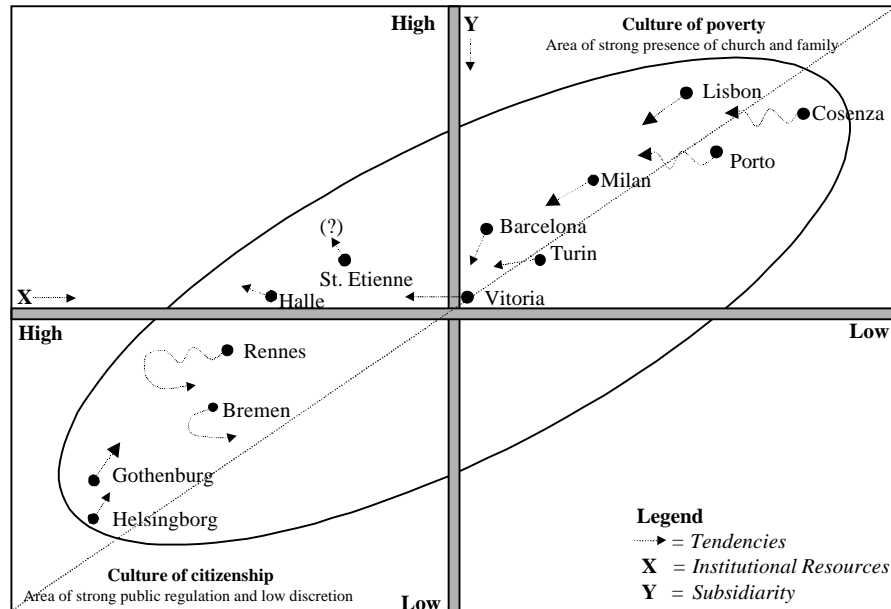 High
Y
Culture of poverty
Area of strong presence of church and family
Lisbon
Cosenza
Porto
Milan
(?)
Barcelona
Turin
St. Etienne
X
Halle
Vitoria
High
Low
Rennes
Bremen
Gothenburg
Helsingborg
Legend
= Tendencies
X = Institutional Resources
Y = Subsidiarity
Culture of citizenship
Area of strong public regulation and low discretion
Low